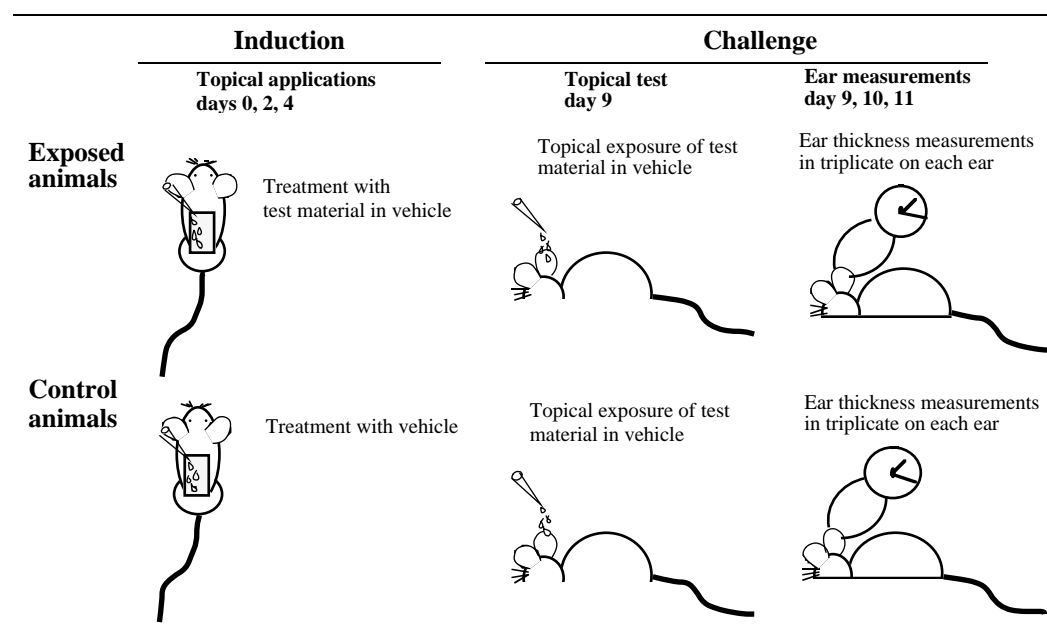 Induction
Challenge
Topical applications
days 0, 2, 4
Topical test
day 9
Ear measurements
day 9, 10, 11
Exposed
animals
Treatment with
test material in vehicle
Topical exposure of test
material in vehicle
Ear thickness measurements
in triplicate on each ear
Control
animals
Treatment with vehicle
Topical exposure of test
material in vehicle
Ear thickness measurements
in triplicate on each ear